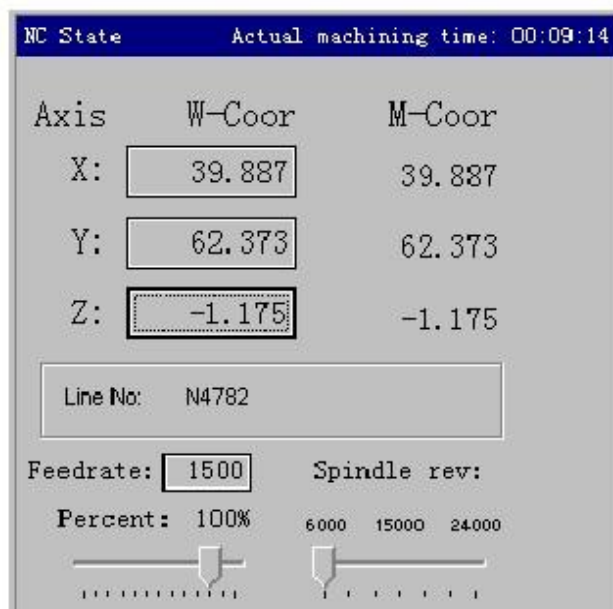 NC State Actual machining time: 00:09:14
Axis W-Coor M-Coor
X: 39.887 39.887
Y: 62.373 62.373
Z: -1.175 -1.175
Line No: N4782
Feedrate: 1500 Spindle rev:
Percent: 100% 6000 15000 24000